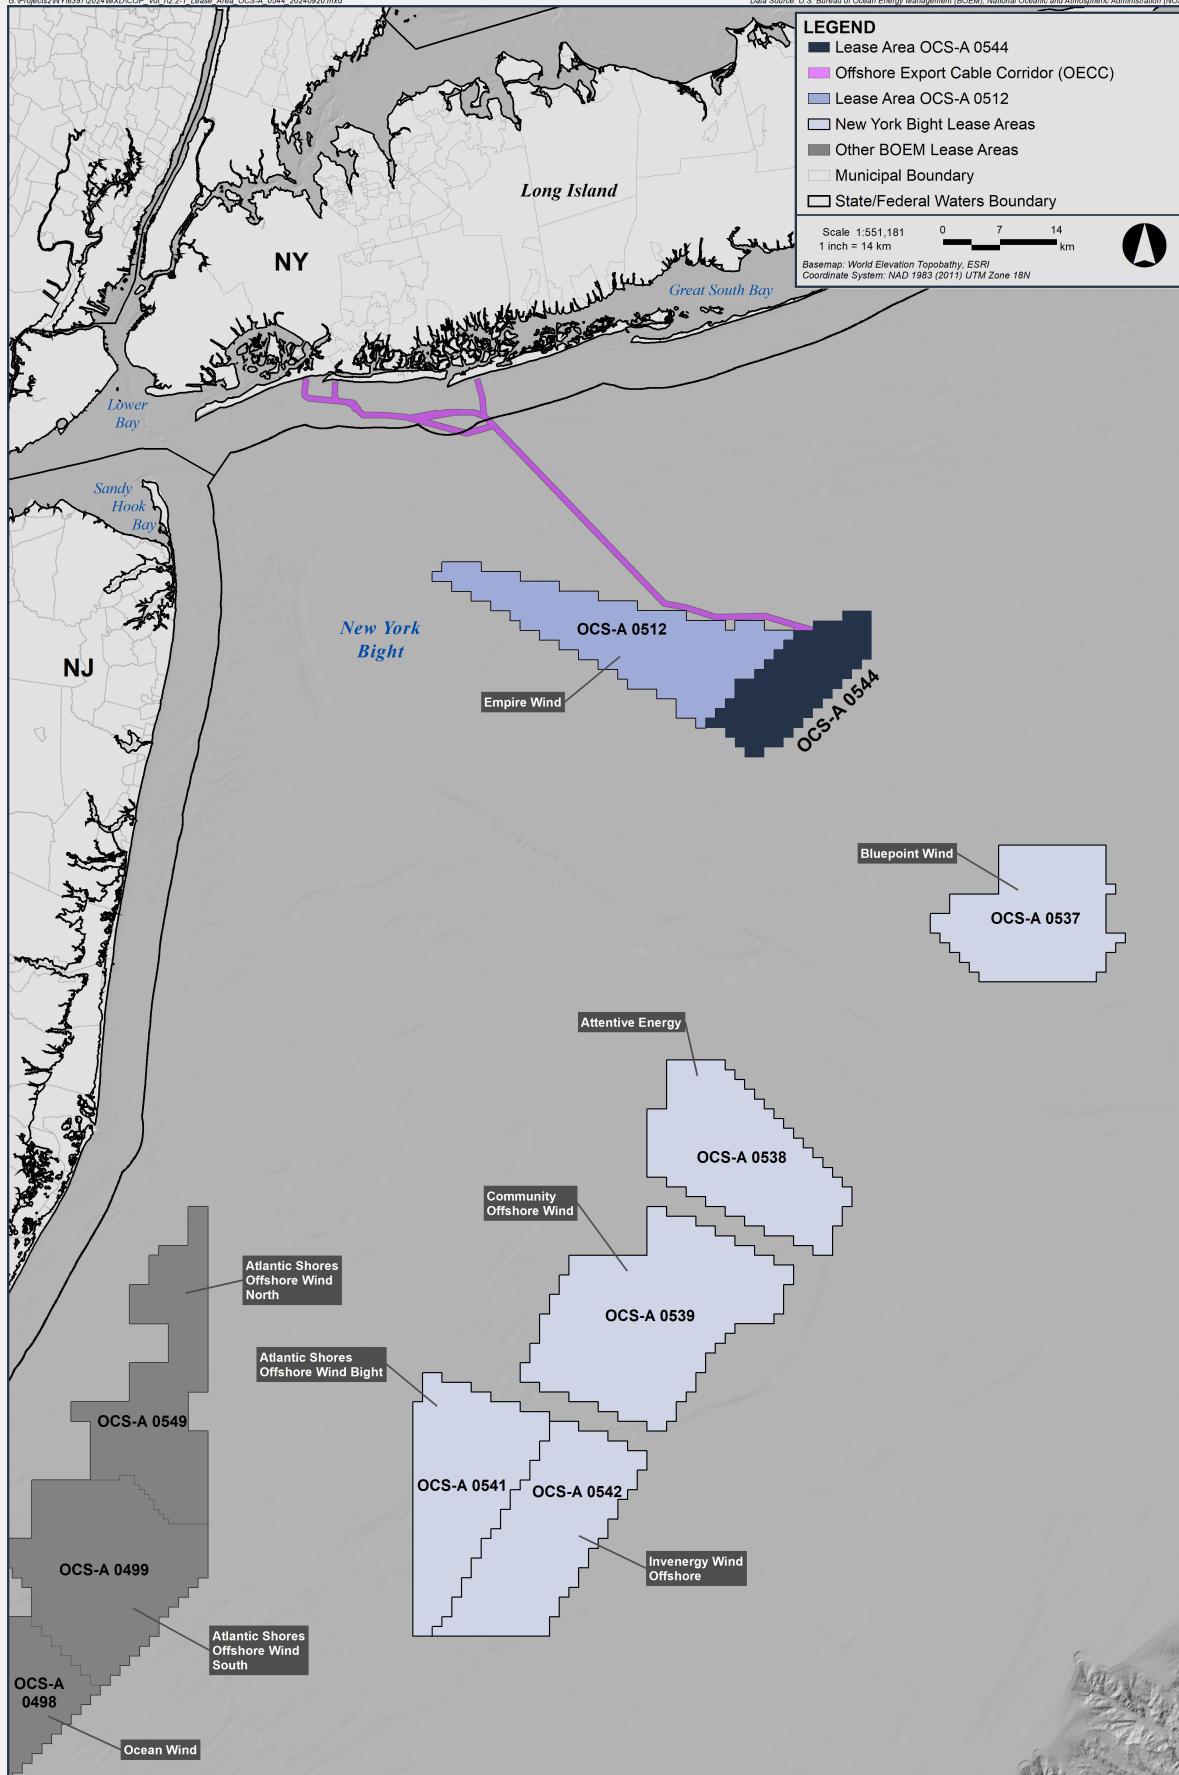 LEGEND
Lease Area OCS-A 0544
Offshore Export Cable Corridor (OECC)
Lease Area OCS-A 0512
New York Bight Lease Areas
Other BOEM Lease Areas
Municipal Boundary
State/Federal Waters Boundary
Scale 1:551,181
1 inch = 14 km
0 7 14
km
Basemap: World Elevation Topobathy, ESRI
Coordinate System: NAD 1983 (2011) UTM Zone 18N
Long Island
NY
Great South Bay
Lower
Bay
Sandy
Hook
Bay
New York
Bight
NJ
OCS-A 0512
Empire Wind
OCS-A 0544
Bluepoint Wind
OCS-A 0537
Attentive Energy
OCS-A 0538
Community
Offshore Wind
OCS-A 0539
Atlantic Shores
Offshore Wind
North
Atlantic Shores
Offshore Wind Bight
OCS-A 0549
OCS-A 0541
OCS-A 0542
Invenergy Wind
Offshore
OCS-A 0499
Atlantic Shores
Offshore Wind
South
OCS-A
0498
Ocean Wind